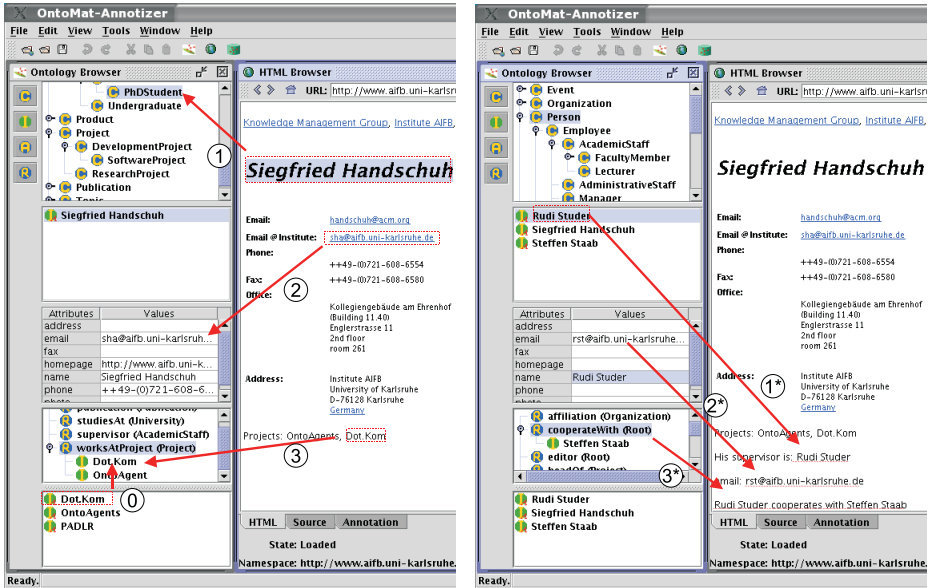 OntoMat-Annotizer
File Edit View Tools Window Help
Ontology Browser
PhDStudent
Undergraduate
Product
Project
DevelopmentProject
SoftwareProject
ResearchProject
Publication
Siegfried Handschuh
Attributes Values
address
email sha@aifb.uni-karlsruh...
fax
homepage http://www.aifb.uni-k...
name Siegfried Handschuh
phone ++49-(0)721-608-6...
publication (Publication)
studiesAt (University)
supervisor (AcademicStaff)
worksAtProject (Project)
Dot.Kom
OntoAgent
0
Dot.Kom
OntoAgents
PADLR
Ready.
HTML Browser
URL: http://www.aifb.uni-karlsr
Knowledge Management Group, Institute AIFB,
1
Siegfried Handschuh
Email: handschuh@acm.org
Email @ Institute: sha@aifb.uni-karlsruhe.de
Phone:
++49-(0)721-608-6554
Fax: ++49-(0)721-608-6580
2
Office:
Kollegiengebäude am Ehrenhof
(Building 11.40)
Englerstrasse 11
2nd floor
room 261
Address: Institute AIFB
University of Karlsruhe
D-76128 Karlsruhe
Germany
Projects: OntoAgents, Dot.Kom
3
HTML Source Annotation
State: Loaded
Namespace: http://www.aifb.uni-karlsruhe.
OntoMat-Annotizer
File Edit View Tools Window Help
Ontology Browser
Event
Organization
Person
Employee
AcademicStaff
FacultyMember
Lecturer
AdministrativeStaff
Manager
Rudi Studer
Siegfried Handschuh
Steffen Staab
Attributes Values
address
email rst@aifb.uni-karlsruhe...
fax
homepage
name Rudi Studer
phone
affiliation (Organization)
cooperateWith (Root)
Steffen Staab
editor (Root)
headOf (Project)
Rudi Studer
Siegfried Handschuh
Steffen Staab
Ready.
HTML Browser
URL: http://www.aifb.uni-karlsr
Knowledge Management Group, Institute AIFB,
Siegfried Handschuh
Email: handschuh@acm.org
Email @ Institute: sha@aifb.uni-karlsruhe.de
Phone:
++49-(0)721-608-6554
Fax: ++49-(0)721-608-6580
Office:
Kollegiengebäude am Ehrenhof
(Building 11.40)
Englerstrasse 11
2nd floor
room 261
Address: Institute AIFB
University of Karlsruhe
D-76128 Karlsruhe
Germany
1*
2*
Projects: OntoAgents, Dot.Kom
His supervisor is: Rudi Studer
3*
email: rst@aifb.uni-karlsruhe.de
Rudi Studer cooperates with Steffen Staab
HTML Source Annotation
State: Loaded
Namespace: http://www.aifb.uni-karlsruhe.